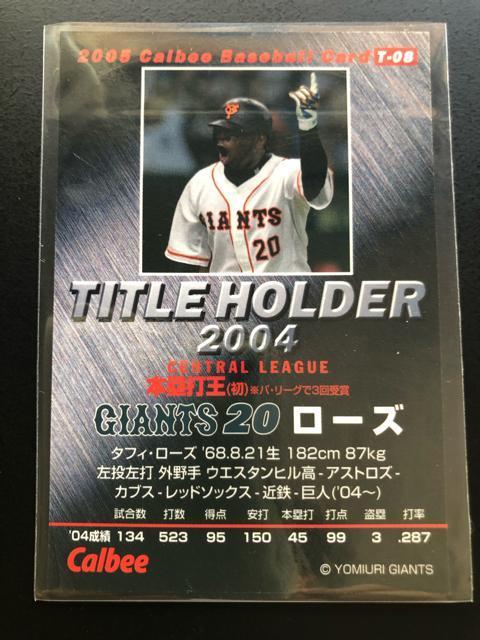 2005 Calbee Baseball Card T-08
YG
GIANTS
20
TITLE HOLDER
2004
CENTRAL LEAGUE
本塁打王(初)※パ・リーグで3回受賞
GIANTS 20 ローズ
タフィ・ローズ '68.8.21生 182cm 87kg
左投左打 外野手 ウエスタンヒル高-アストロズ-
カブス-レッドソックス-近鉄-巨人('04～)
試合数 打数 得点 安打 本塁打 打点 盗塁 打率
'04成績 134 523 95 150 45 99 3 .287
Calbee
© YOMIURI GIANTS